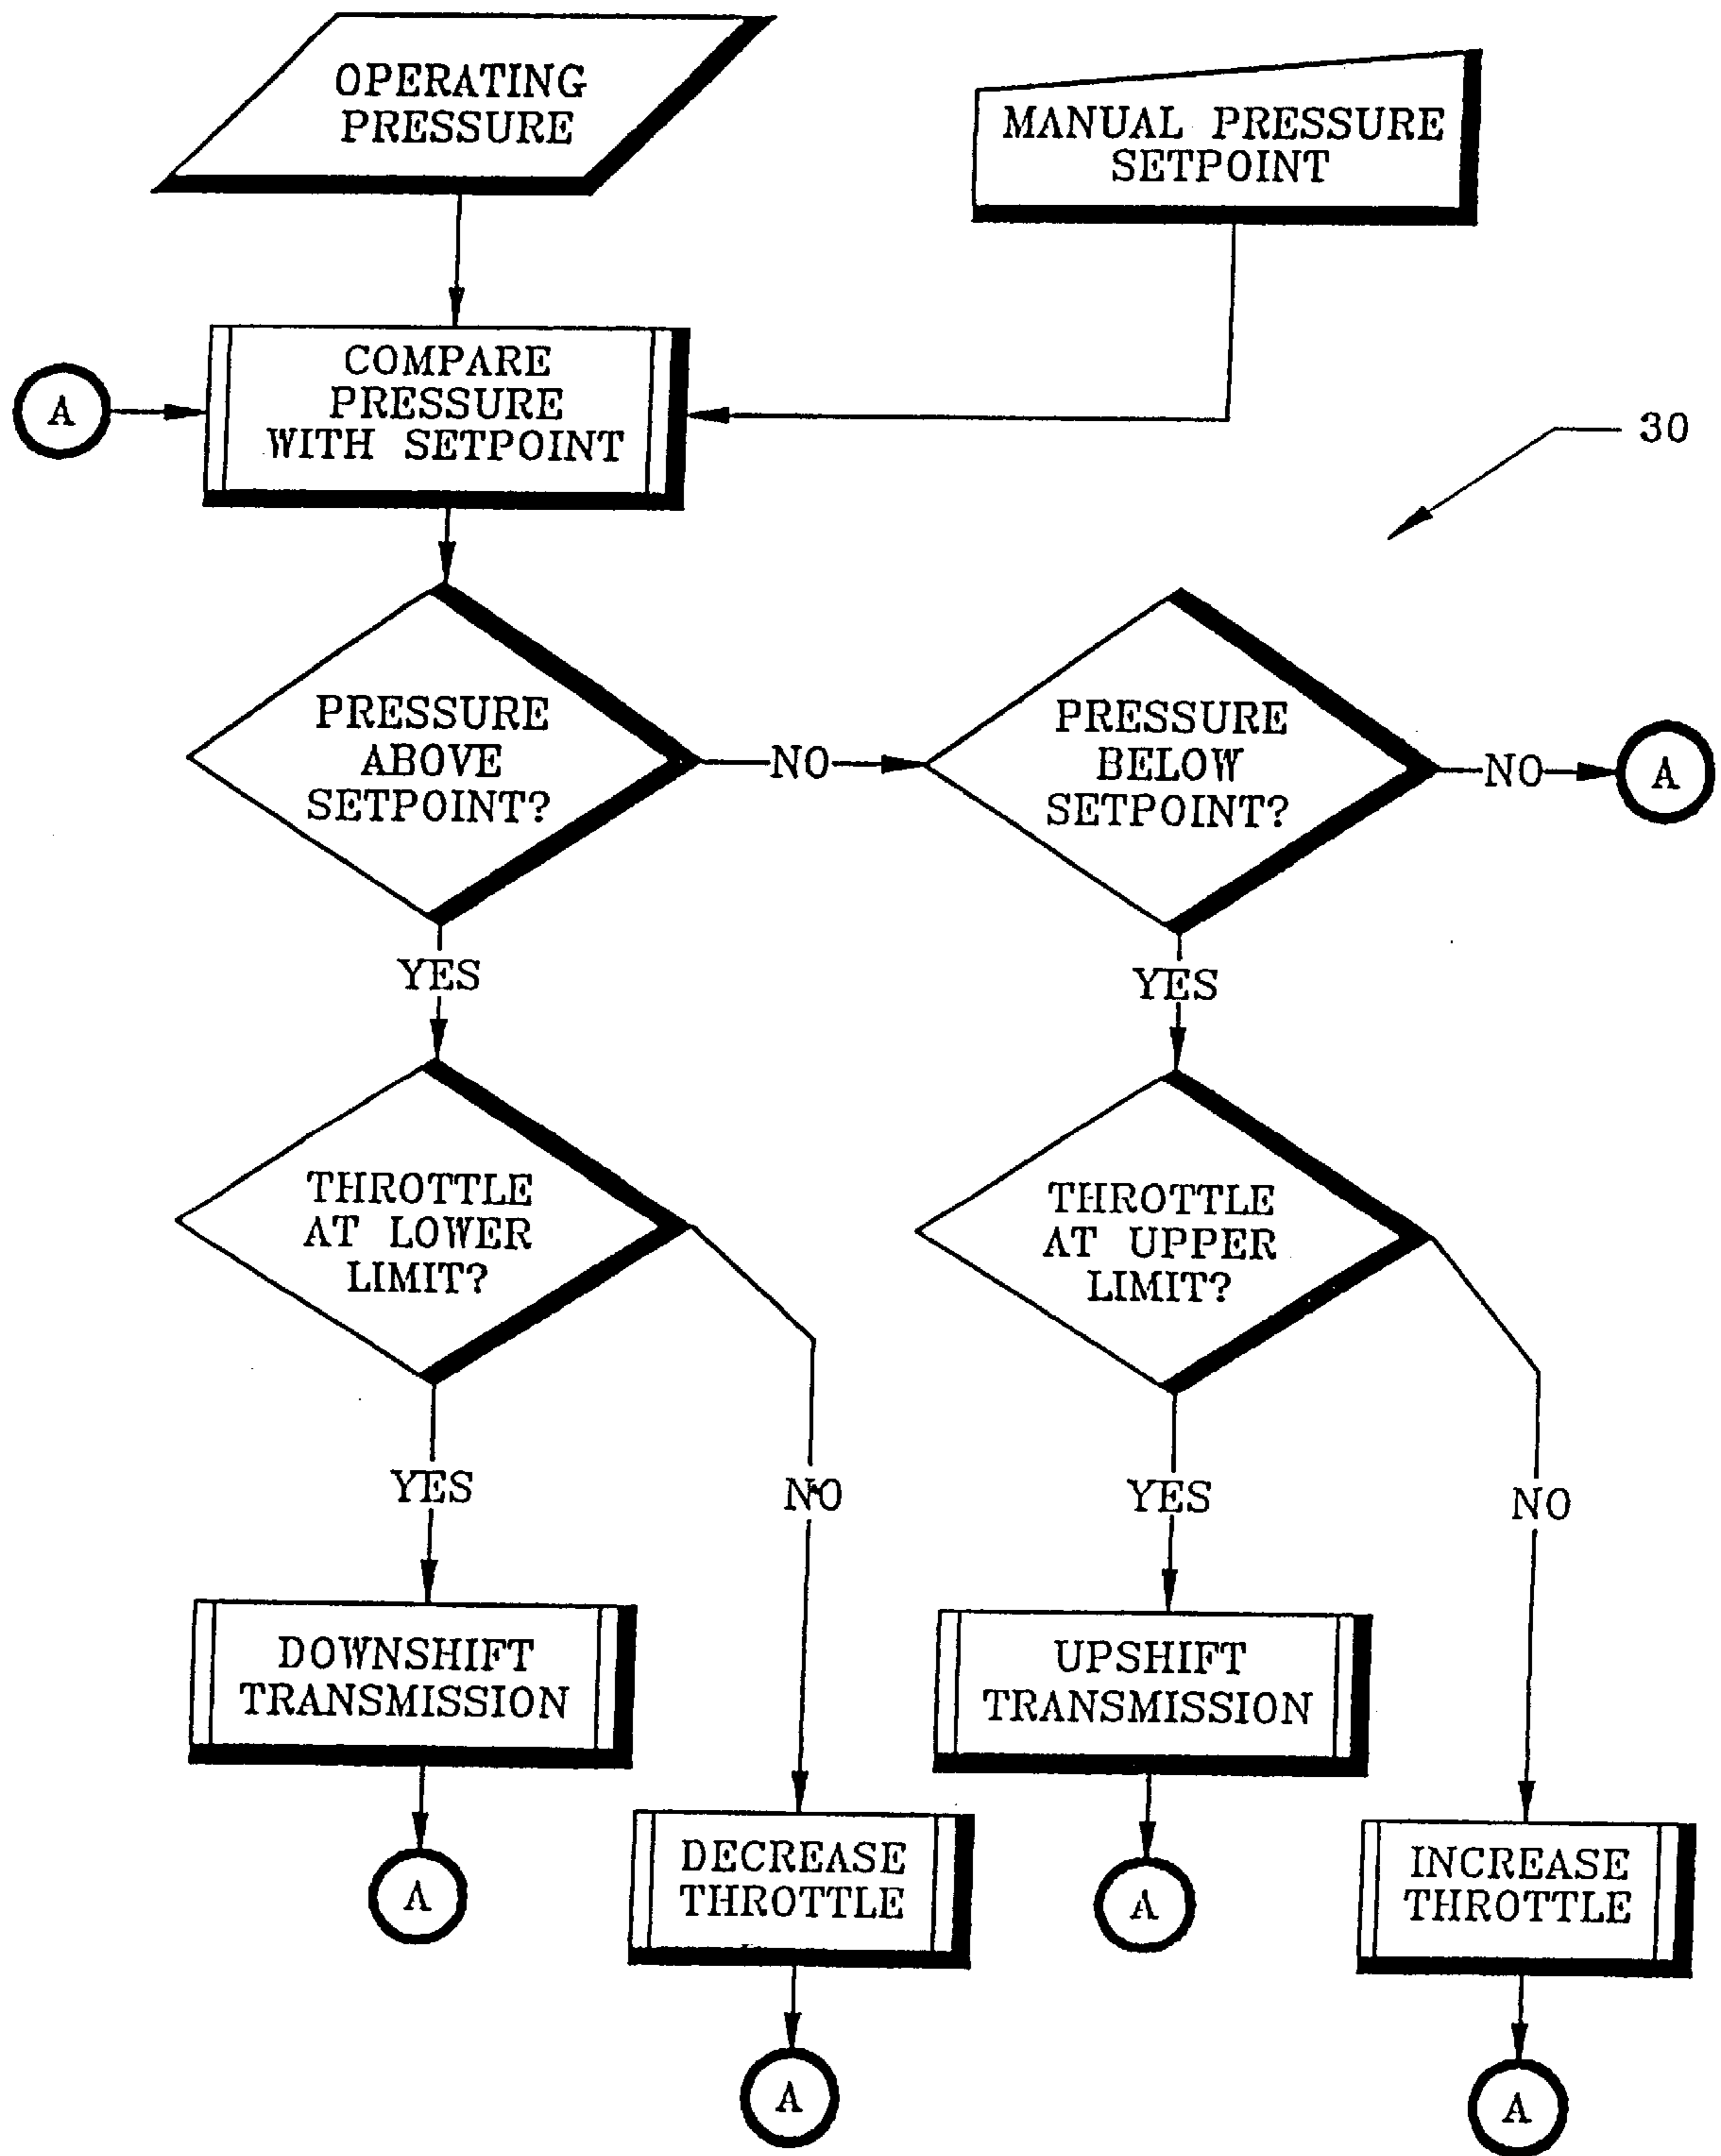 OPERATING
PRESSURE
MANUAL PRESSURE
SETPOINT
A
COMPARE
PRESSURE
WITH SETPOINT
30
PRESSURE
ABOVE
SETPOINT?
NO
PRESSURE
BELOW
SETPOINT?
NO
A
YES
YES
THROTTLE
AT LOWER
LIMIT?
THROTTLE
AT UPPER
LIMIT?
YES
NO
YES
NO
DOWNSHIFT
TRANSMISSION
UPSHIFT
TRANSMISSION
DECREASE
THROTTLE
INCREASE
THROTTLE
A
A
A
A